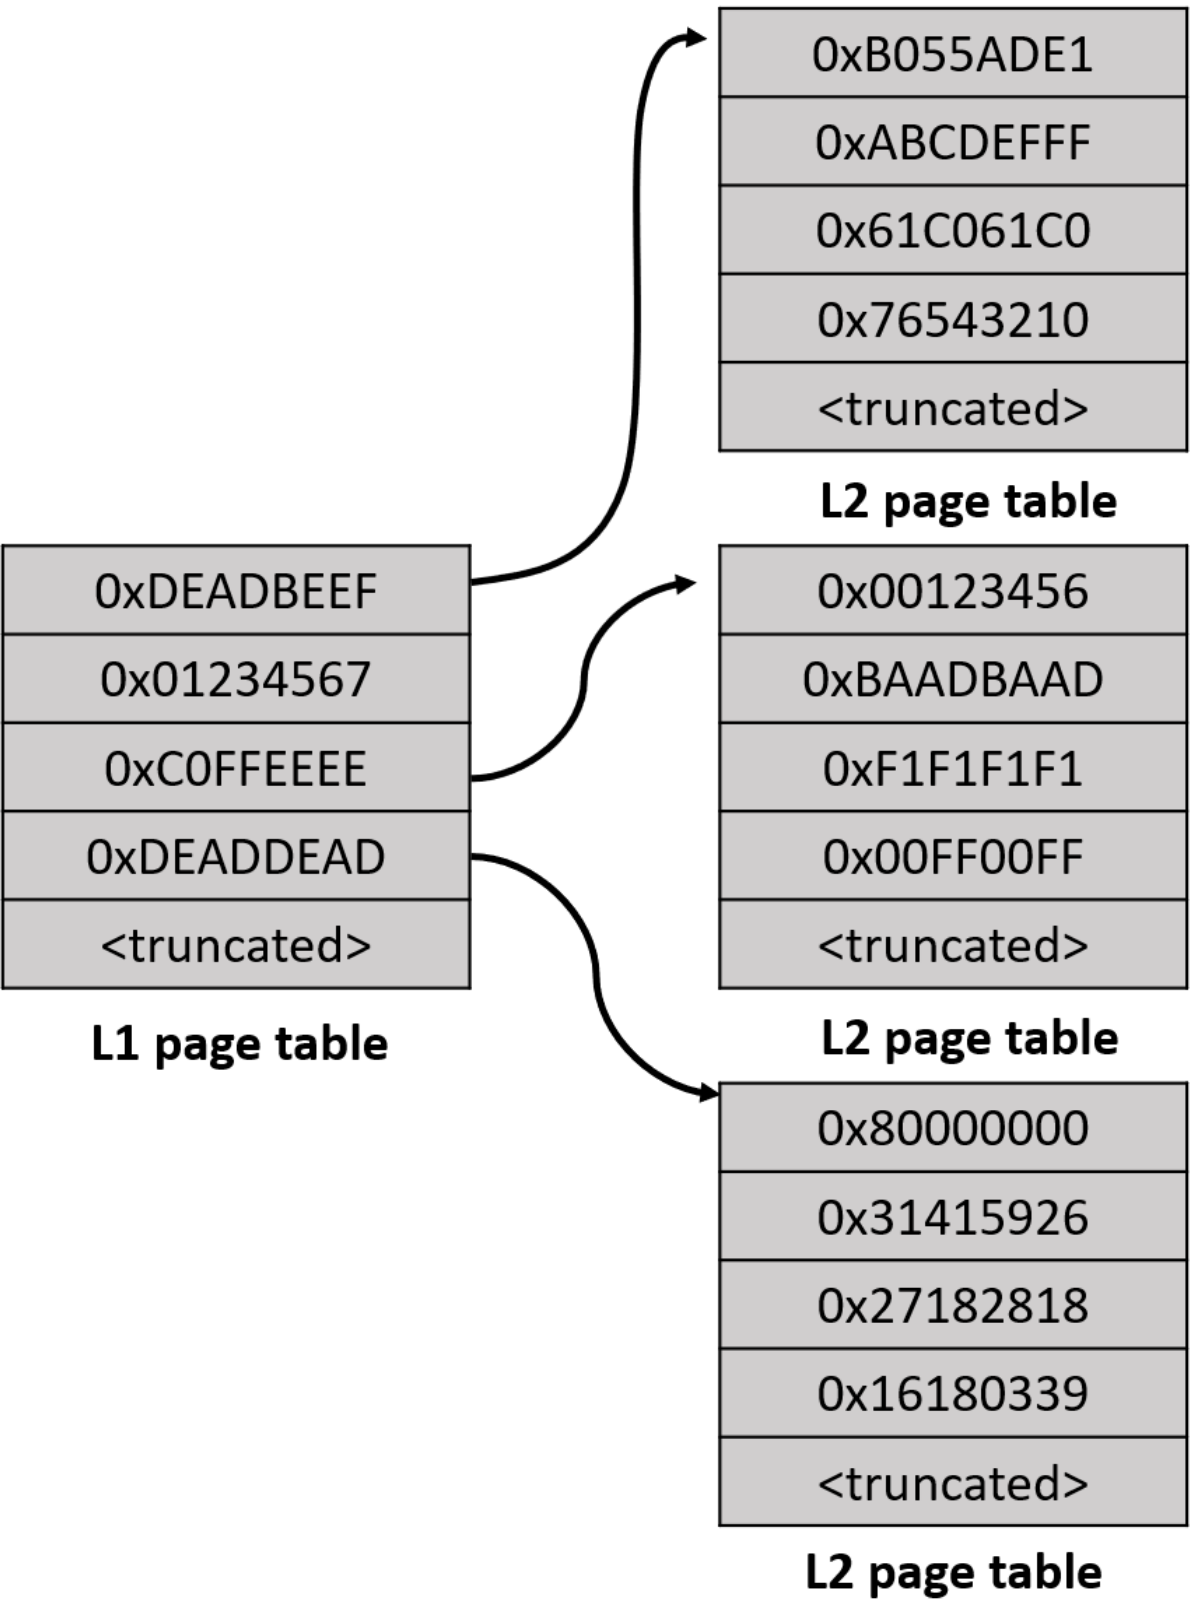 0xB055ADE1
0xABCDEFFF
0x61C061C0
0x76543210
<truncated>
L2 page table
0xDEADBEEF
0x01234567
0xC0FFEEEE
0xDEADDEAD
<truncated>
L1 page table
0x00123456
0xBAADBAAD
0xF1F1F1F1
0x00FF00FF
<truncated>
L2 page table
0x80000000
0x31415926
0x27182818
0x16180339
<truncated>
L2 page table